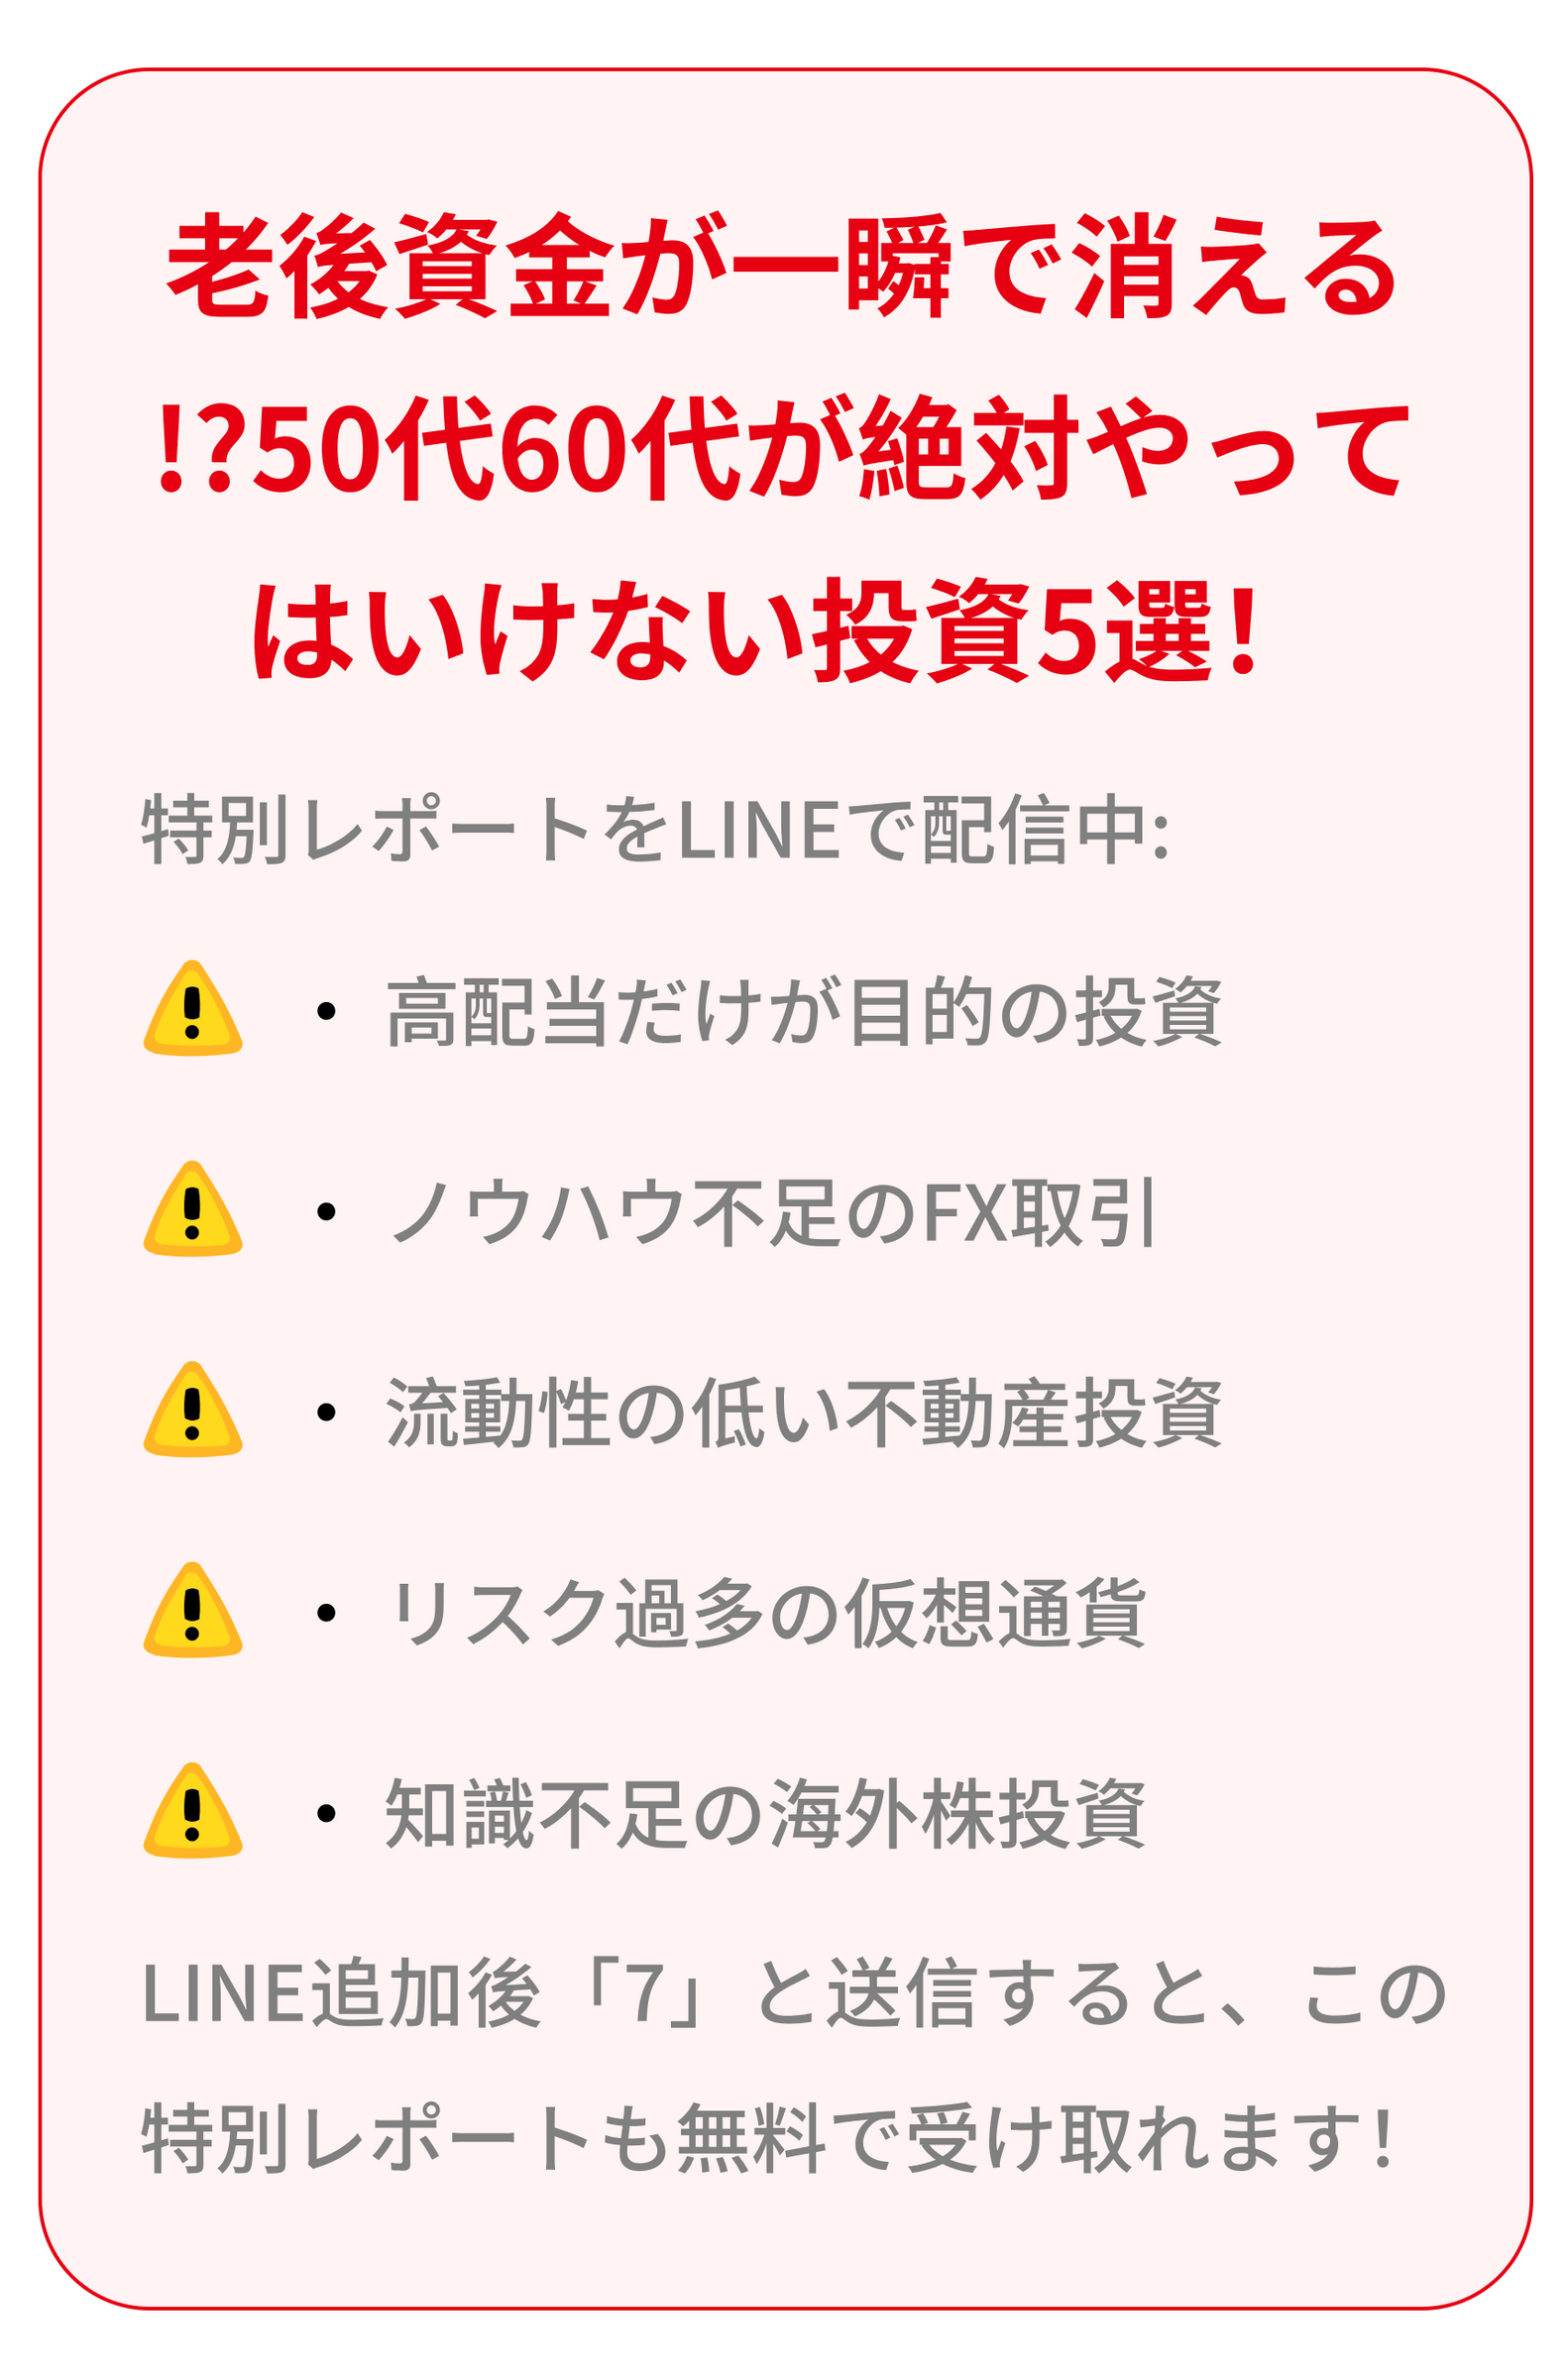 老後資金が一瞬で消える
!?50代60代が絶対やって
はいけない投資5選!
特別レポートをLINEで配信中:
⚠️ • 高配当だけが目的の投資
⚠️ • ノウハウ不足のFX取引
⚠️ • 流動性の低い不動産投資
⚠️ • リスク過多の仮想通貨
⚠️ • 知識不足の海外株投資
LINE追加後「7」と送信すると、この
特別レポートも無料で受け取れます!